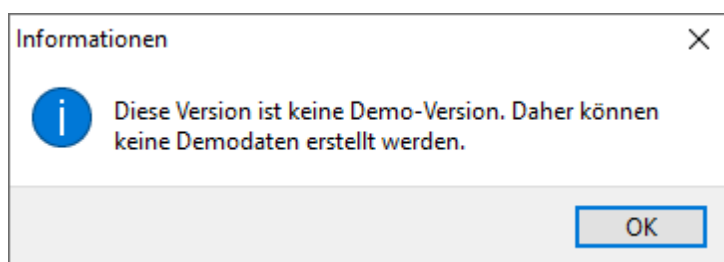 Informationen
Diese Version ist keine Demo-Version. Daher können
keine Demodaten erstellt werden.
OK